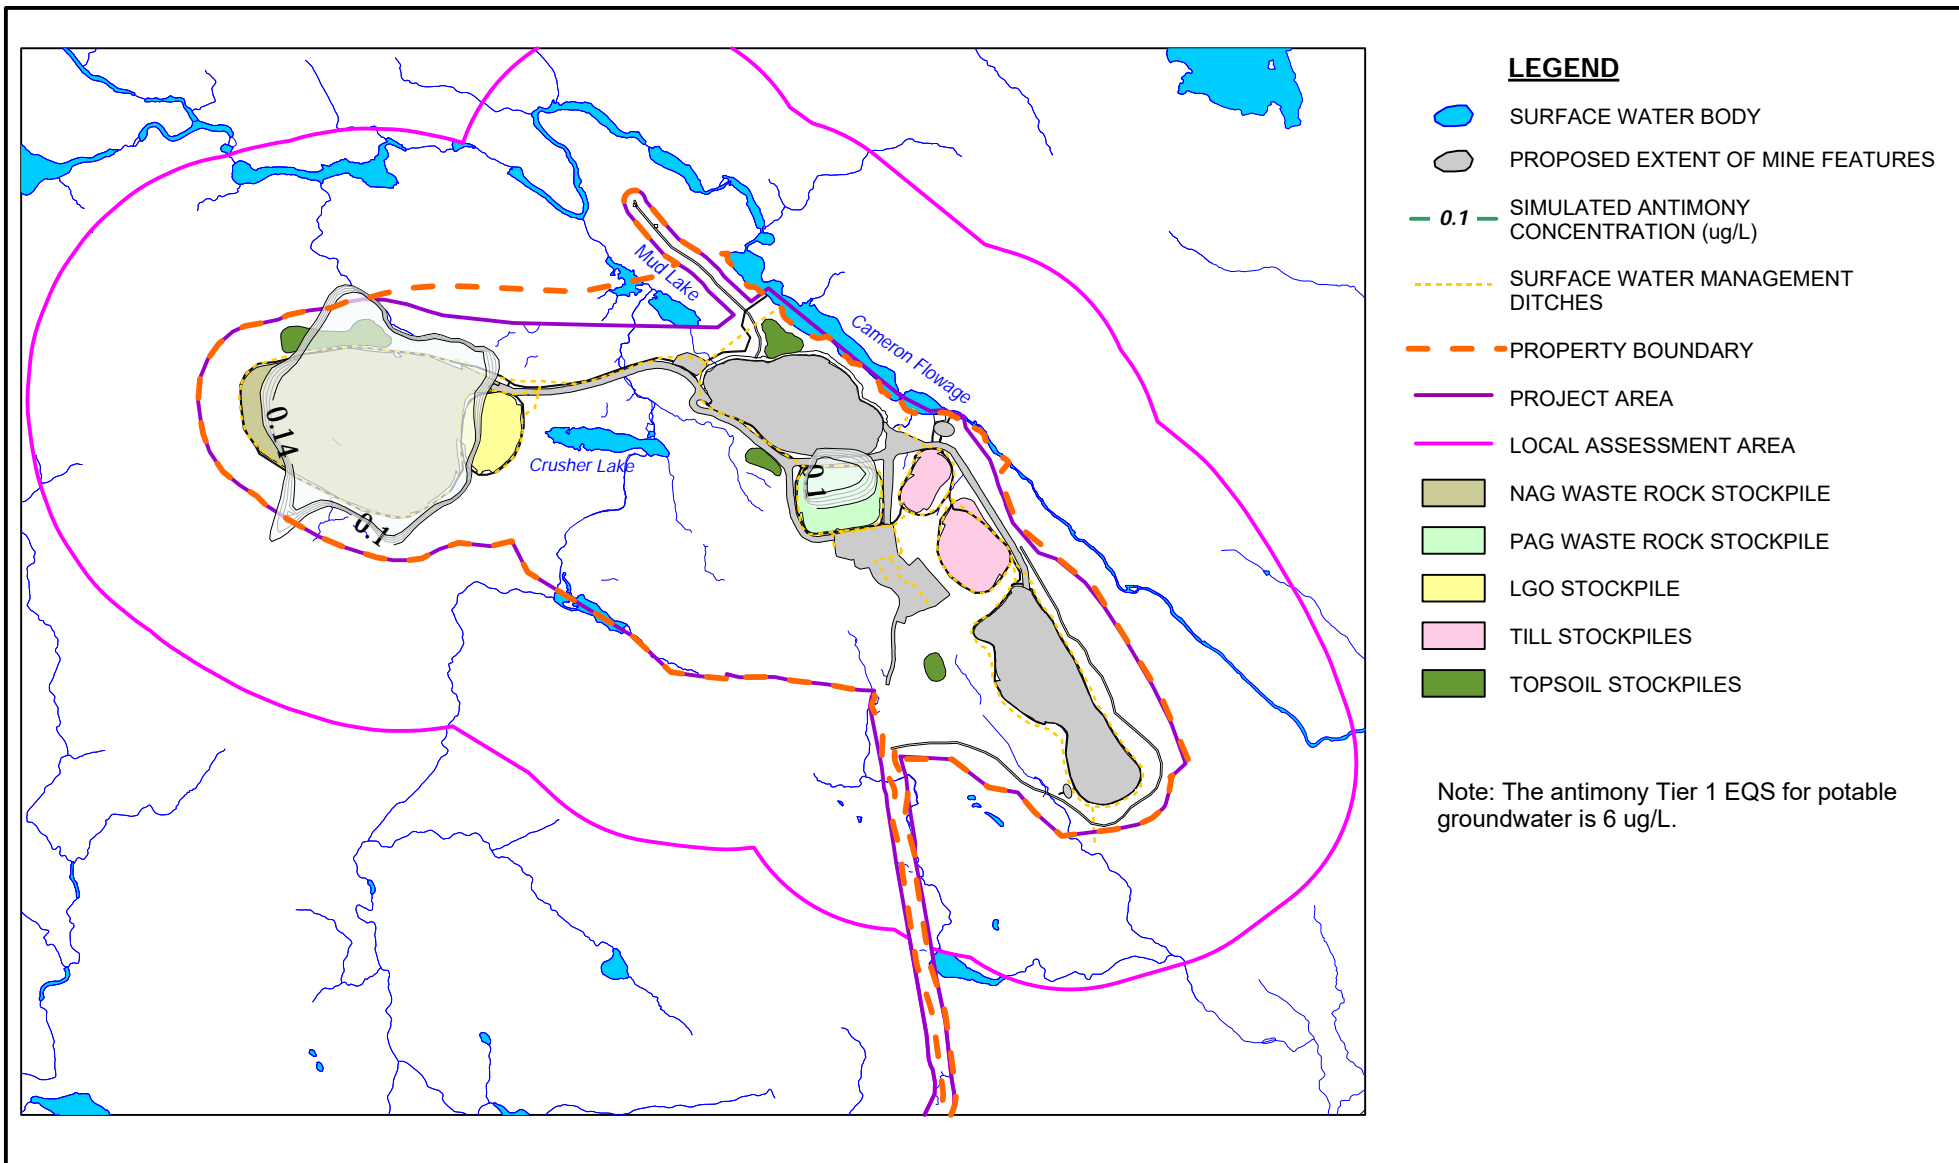 LEGEND
SURFACE WATER BODY
PROPOSED EXTENT OF MINE FEATURES
0.1
SIMULATED ANTIMONY
CONCENTRATION (ug/L)
SURFACE WATER MANAGEMENT
DITCHES
PROPERTY BOUNDARY
PROJECT AREA
LOCAL ASSESSMENT AREA
NAG WASTE ROCK STOCKPILE
PAG WASTE ROCK STOCKPILE
LGO STOCKPILE
TILL STOCKPILES
TOPSOIL STOCKPILES
Note: The antimony Tier 1 EQS for potable
groundwater is 6 ug/L.
Mud Lake
Cameron Flowage
Crusher Lake
0.14
0.1
0.1